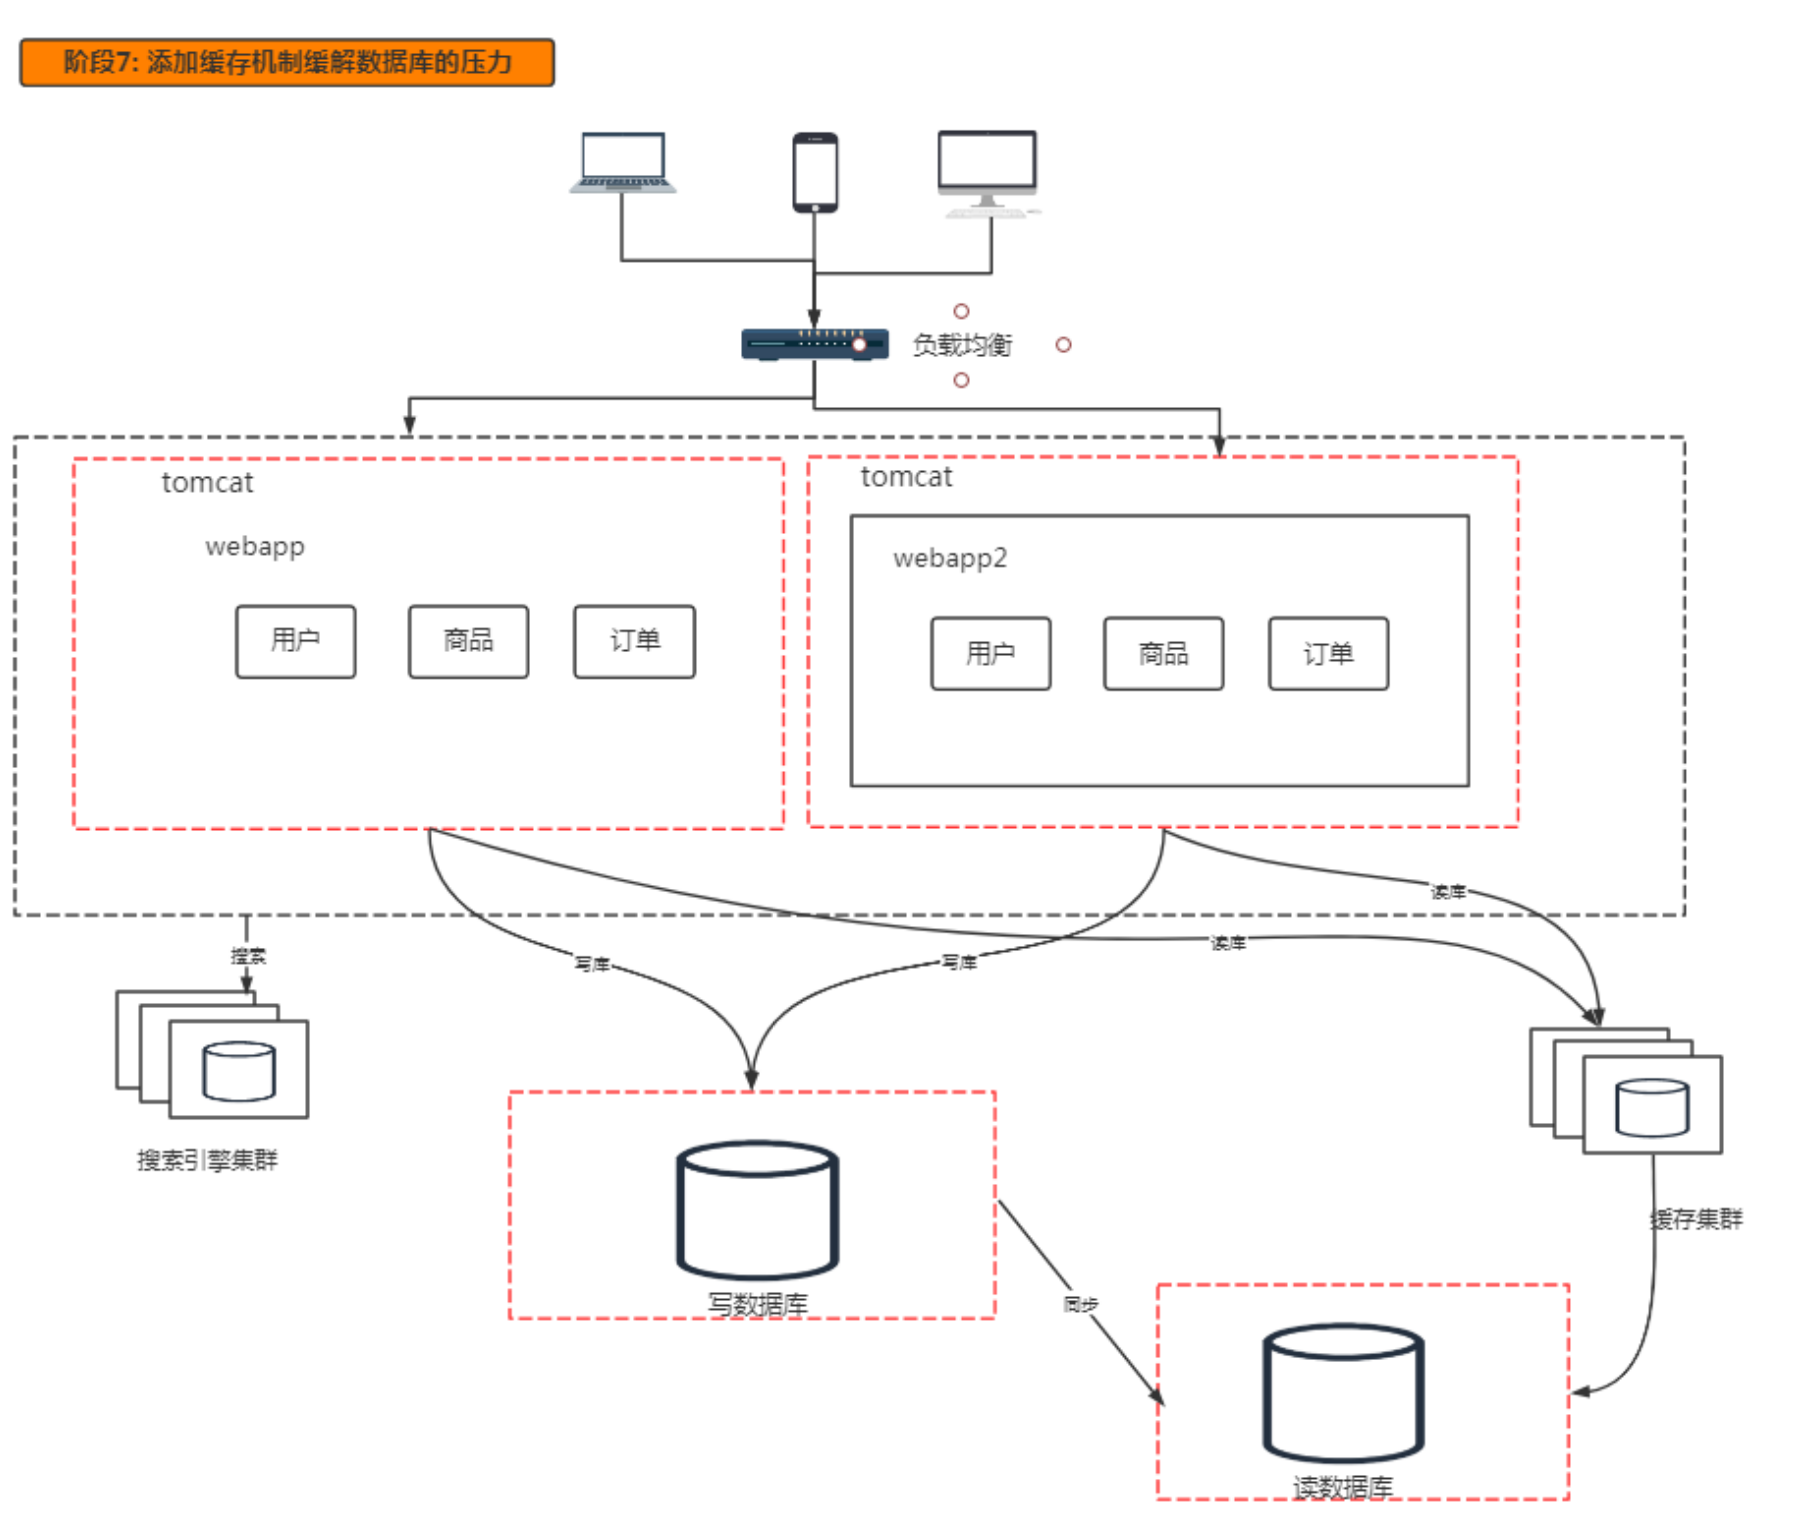 阶段7: 添加缓存机制缓解数据库的压力
负载均衡
tomcat
tomcat
webapp
webapp2
用户
商品
订单
用户
商品
订单
读库
搜索
写库
写库
读库
搜索引擎集群
缓存集群
写数据库
同步
读数据库